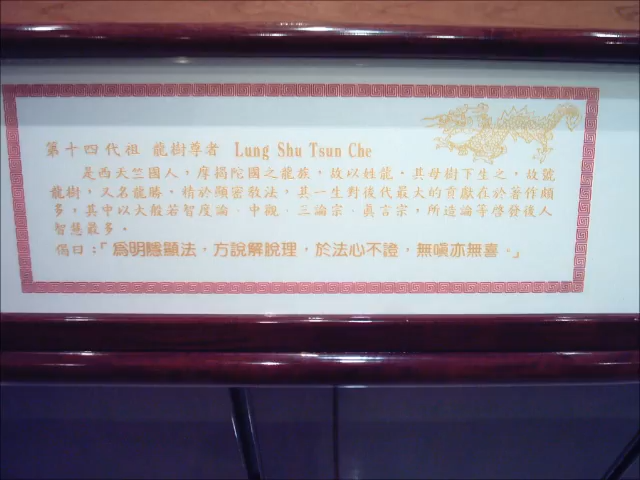 第十四代祖 龍樹尊者 Lung Shu Tsun Che
是西天竺國人，摩揭陀國之龍族，故以姓龍。其母樹下生之，故號
龍樹，又名龍勝，精於顯密教法，其一生對後代最大的貢獻在於著作頗
多，其中以大般若智度論、中觀、三論宗、真言宗，所造論等啓發後人
智慧最多。
偈曰：「為明隱顯法，方說解脫理，於法心不證，無嗔亦無喜。」